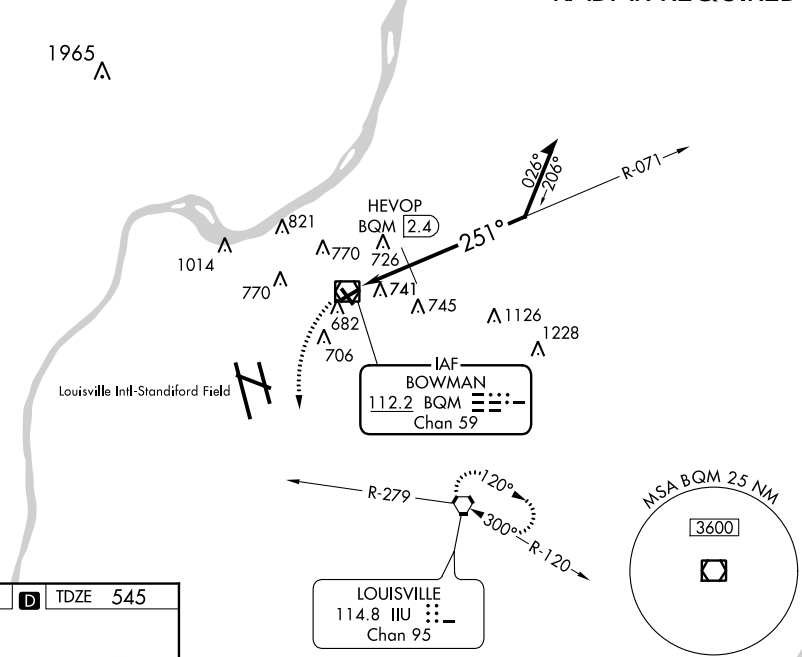 1965
026°
206°
R-071
HEVOP
BQM 2.4
251°
821
770
726
1014
770
741
745
682
706
1126
1228
Louisville Intl-Standiford Field
IAF
BOWMAN
112.2 BQM
Chan 59
R-279
120°
300°
R-120
MSA BQM 25 NM
3600
LOUISVILLE
114.8 IIU
Chan 95
D TDZE 545